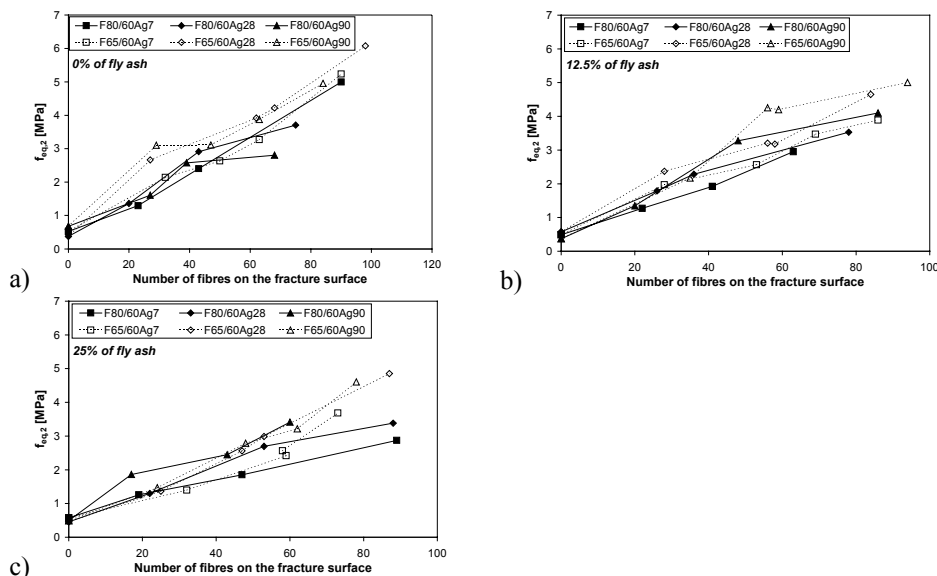 F80/60Ag7 F80/60Ag28 F80/60Ag90
F65/60Ag7 F65/60Ag28 F65/60Ag90
0% of fly ash
f_eq,2 [MPa]
7
6
5
4
3
2
1
0
0 20 40 60 80 100 120
Number of fibres on the fracture surface
a)
F80/60Ag7 F80/60Ag28 F80/60Ag90
F65/60Ag7 F65/60Ag28 F65/60Ag90
12.5% of fly ash
f_eq,2 [MPa]
7
6
5
4
3
2
1
0
0 20 40 60 80 100
Number of fibres on the fracture surface
b)
F80/60Ag7 F80/60Ag28 F80/60Ag90
F65/60Ag7 F65/60Ag28 F65/60Ag90
25% of fly ash
f_eq,2 [MPa]
7
6
5
4
3
2
1
0
0 20 40 60 80 100
Number of fibres on the fracture surface
c)